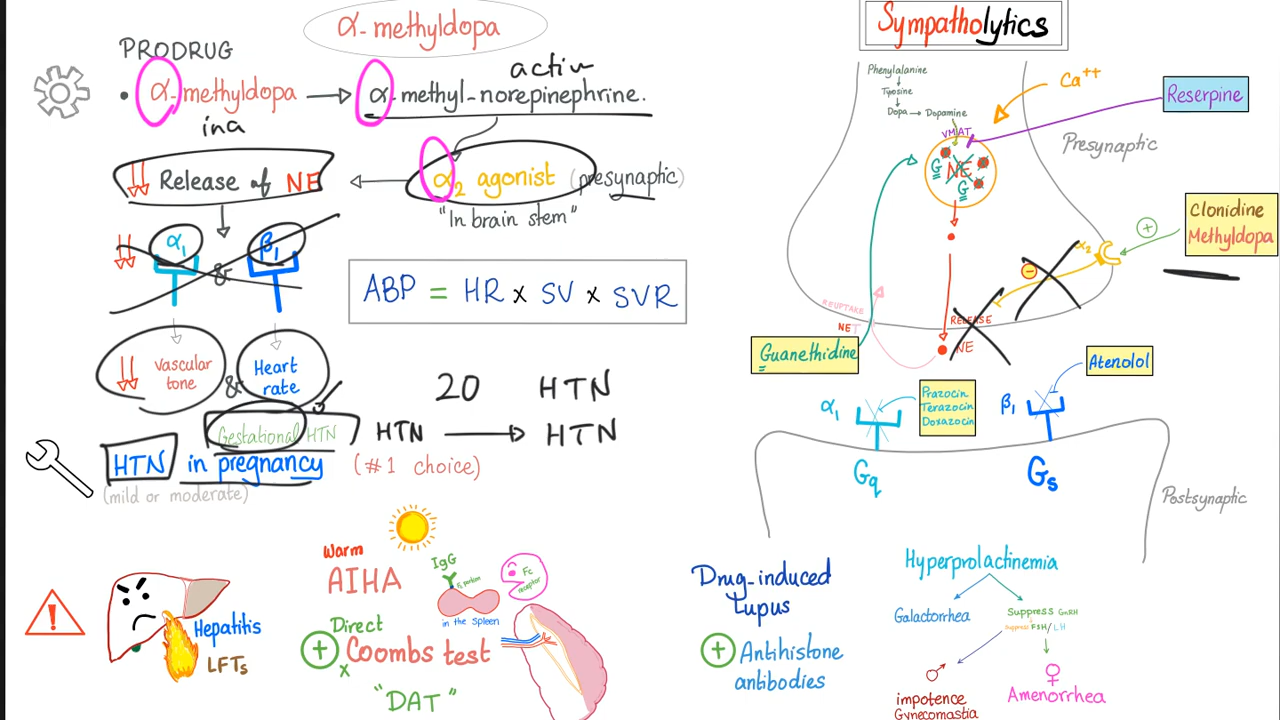 α-methyldopa
PRODRUG
• α-methyldopa → α-methyl-norepinephrine.
ina
activ
↓↓ Release of NE
α2 agonist (presynaptic)
"In brain stem"
↓↓ α1 & β1
ABP = HR x SV x SVR
↓↓ Vascular tone & Heart rate
20 HTN
Gestational HTN
HTN → HTN
HTN in pregnancy (#1 choice)
(mild or moderate)
Hepatitis
LFTs
Warm
AIHA
IgG
Fc portion
Fc receptor
in the Spleen
Direct
+ Coombs test
x
"DAT"
Sympatholytics
Phenylalanine
Tyrosine
Dopa → Dopamine
VMAT
Ca++
Reserpine
Presynaptic
G NE
G
Clonidine
Methyldopa
+
α2
−
REUPTAKE
NET
RELEASE
NE
Guanethidine
Prazocin
Terazocin
Doxazocin
Atenolol
α1
β1
Gq
Gs
Postsynaptic
Drug-induced
Lupus
+ Antihistone
antibodies
Hyperprolactinemia
Galactorrhea
Suppress GnRH
Suppress FSH/LH
♂
impotence
Gynecomastia
♀
Amenorrhea